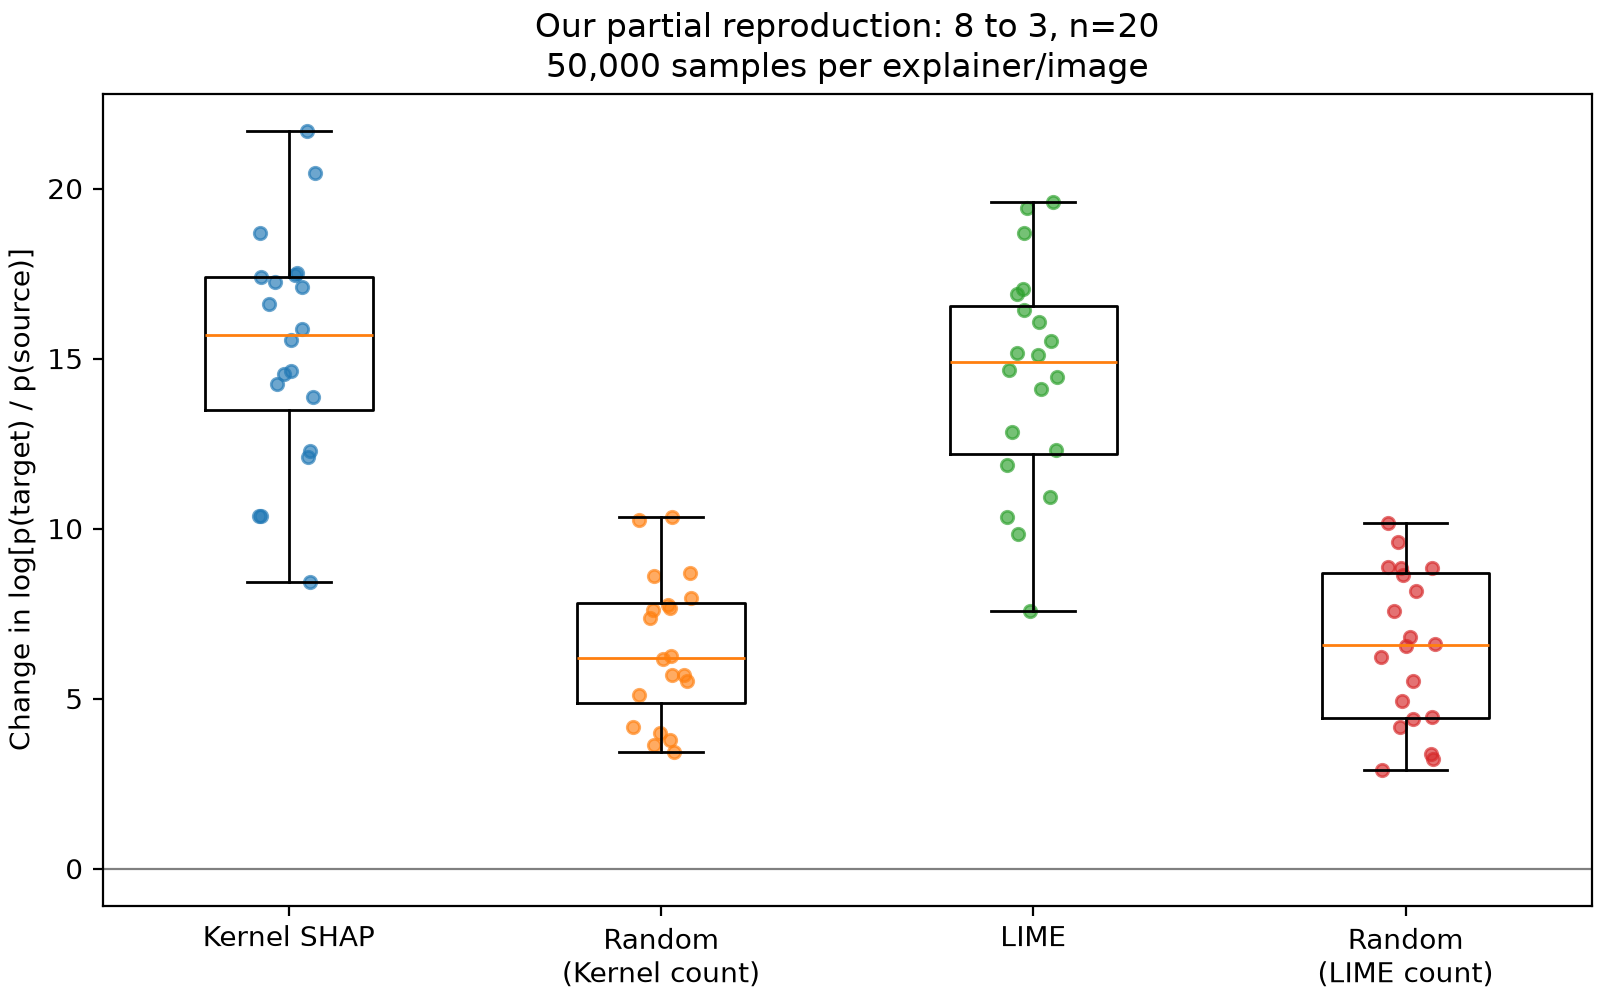 Our partial reproduction: 8 to 3, n=20
50,000 samples per explainer/image
Change in log[p(target) / p(source)]
20
15
10
5
0
Kernel SHAP
Random
(Kernel count)
LIME
Random
(LIME count)